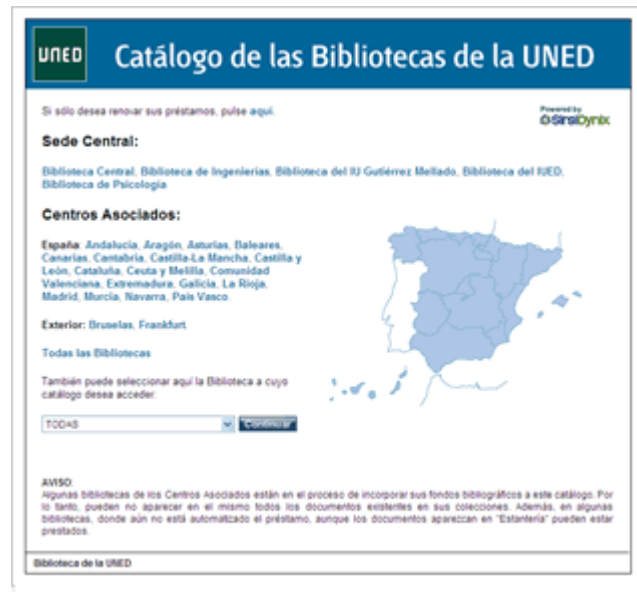 UNED
Catálogo de las Bibliotecas de la UNED
Si sólo desea renovar sus préstamos, pulse aquí.
Powered by
SirsiDynix
Sede Central:
Biblioteca Central, Biblioteca de Ingenierias, Biblioteca del IU Gutiérrez Mellado, Biblioteca del IUED,
Biblioteca de Psicología
Centros Asociados:
España: Andalucía, Aragón, Asturias, Baleares,
Canarias, Cantabria, Castilla-La Mancha, Castilla y
León, Cataluña, Ceuta y Melilla, Comunidad
Valenciana, Extremadura, Galicia, La Rioja,
Madrid, Murcia, Navarra, País Vasco
Exterior: Bruselas, Frankfurt
Todas las Bibliotecas
También puede seleccionar aquí la Biblioteca a cuyo
catálogo desea acceder:
TODAS
Continuar
AVISO:
Algunas bibliotecas de los Centros Asociados están en el proceso de incorporar sus fondos bibliográficos a este catálogo. Por
lo tanto, pueden no aparecer en el mismo todos los documentos existentes en sus colecciones. Además, en algunas
bibliotecas, donde aún no está automatizado el préstamo, aunque los documentos aparezcan en "Estantería" pueden estar
prestados.
Biblioteca de la UNED